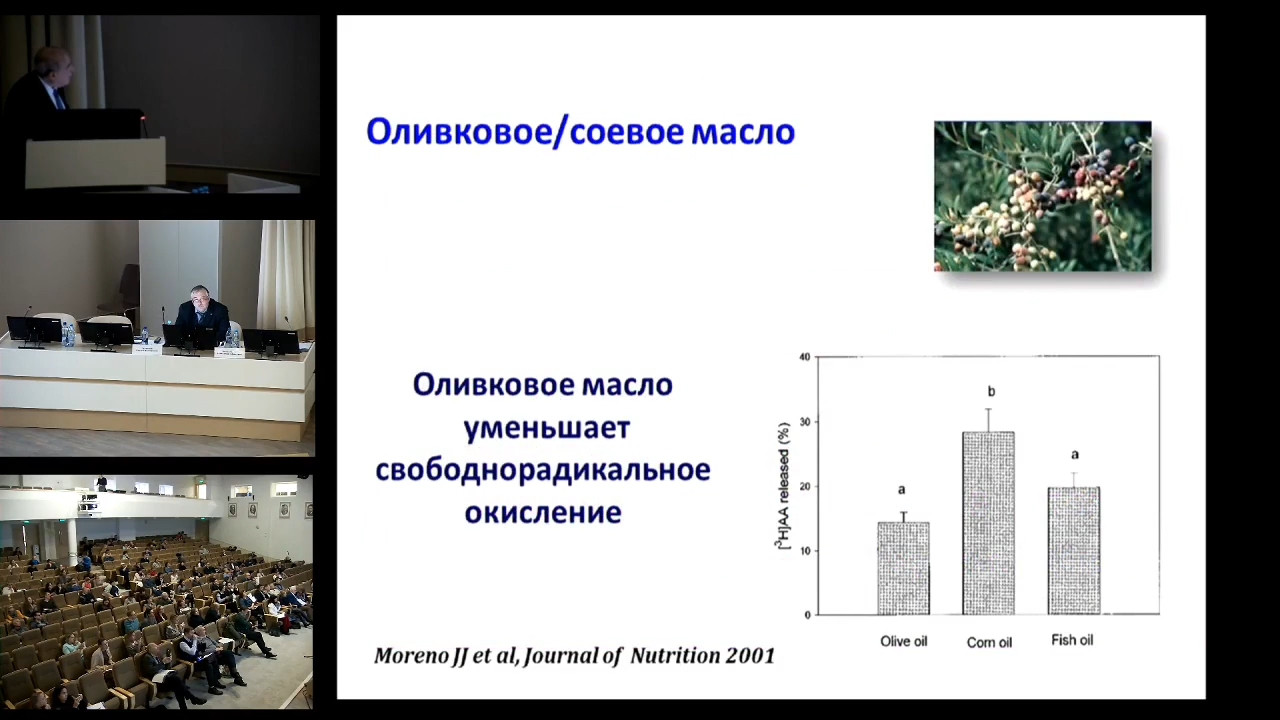 Оливковое/соевое масло
Оливковое масло
уменьшает
свободнорадикальное
окисление
40
30
20
10
0
[³H]AA released (%)
a
b
a
Olive oil
Corn oil
Fish oil
Moreno JJ et al, Journal of Nutrition 2001